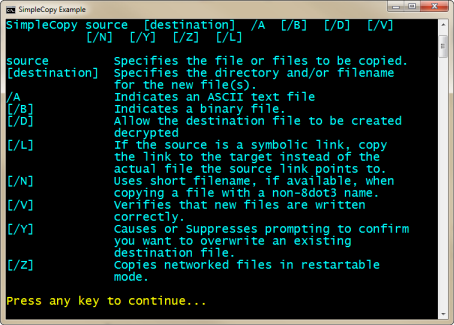 SimpleCopy Example
SimpleCopy source [destination] /A [/B] [/D] [/V]
[/N] [/Y] [/Z] [/L]
source Specifies the file or files to be copied.
[destination] Specifies the directory and/or filename
for the new file(s).
/A Indicates an ASCII text file
[/B] Indicates a binary file.
[/D] Allow the destination file to be created
decrypted
[/L] If the source is a symbolic link, copy
the link to the target instead of the
actual file the source link points to.
[/N] Uses short filename, if available, when
copying a file with a non-8dot3 name.
[/V] Verifies that new files are written
correctly.
[/Y] Causes or Suppresses prompting to confirm
you want to overwrite an existing
destination file.
[/Z] Copies networked files in restartable
mode.
Press any key to continue...